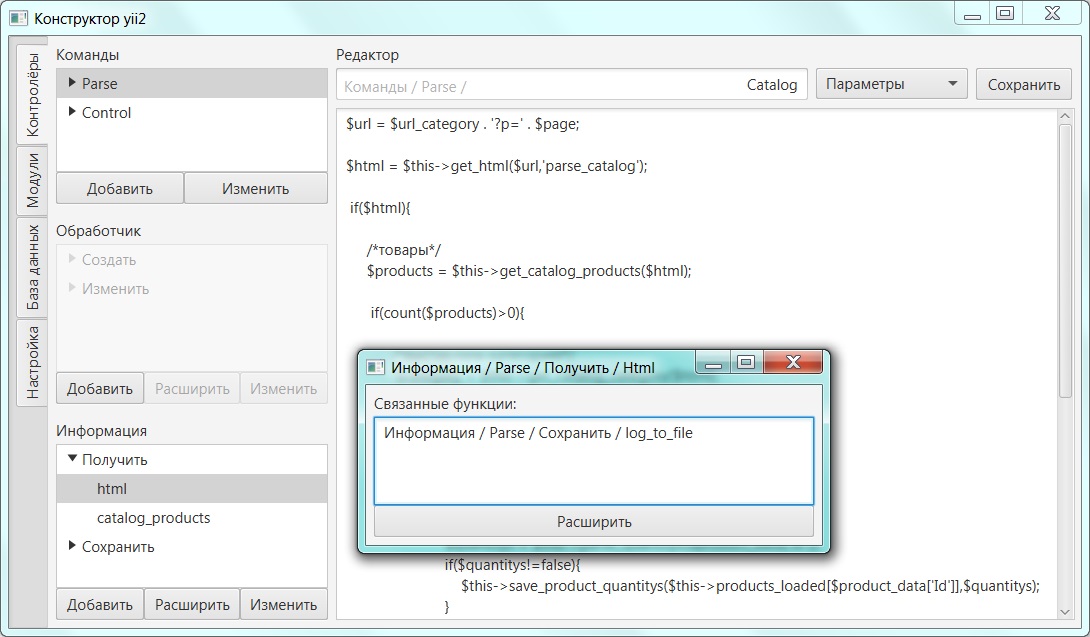 Конструктор yii2
Контролёры
Модули
База данных
Настройка
Команды
Parse
Control
Добавить Изменить
Обработчик
Создать
Изменить
Добавить Расширить Изменить
Информация
Получить
html
catalog_products
Сохранить
Добавить Расширить Изменить
Редактор
Команды / Parse / Catalog Параметры Сохранить
$url = $url_category . '?p=' . $page;
$html = $this->get_html($url,'parse_catalog');
if($html){
/*товары*/
$products = $this->get_catalog_products($html);
if(count($products)>0){
Информация / Parse / Получить / Html
Связанные функции:
Информация / Parse / Сохранить / log_to_file
Расширить
if($quantitys!=false){
$this->save_product_quantitys($this->products_loaded[$product_data['Id']],$quantitys);
}